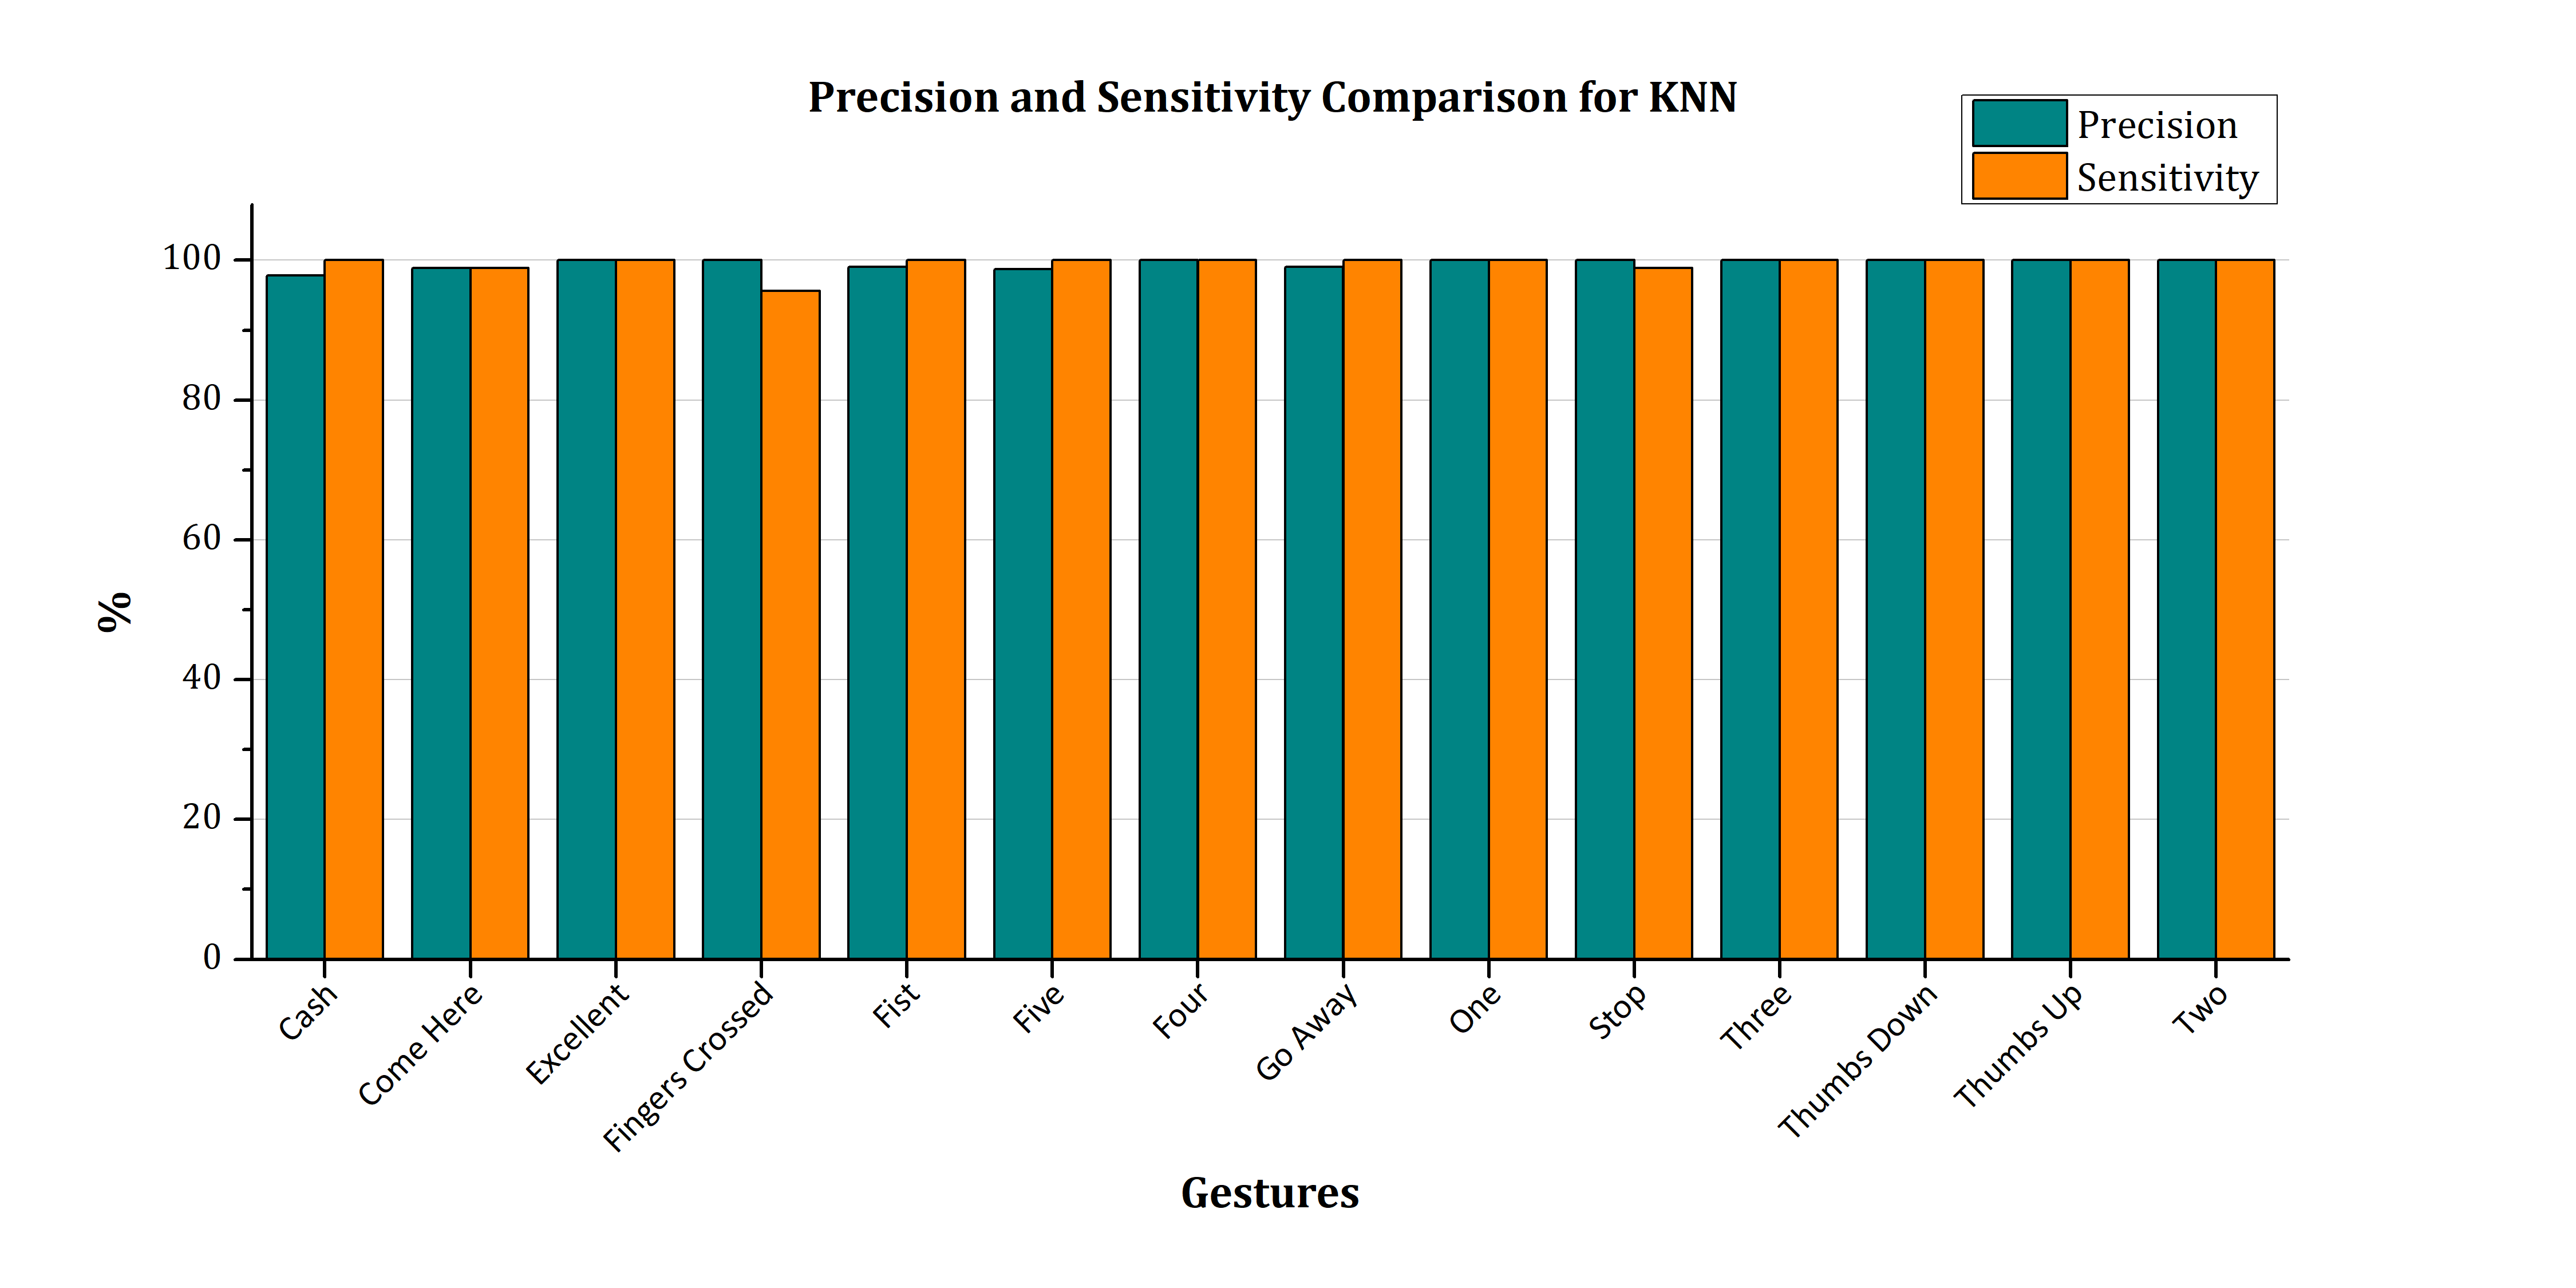 Precision and Sensitivity Comparison for KNN
Precision
Sensitivity
100
80
60
40
20
0
%
Cash
Come Here
Excellent
Fingers Crossed
Fist
Five
Four
Go Away
One
Stop
Three
Thumbs Down
Thumbs Up
Two
Gestures